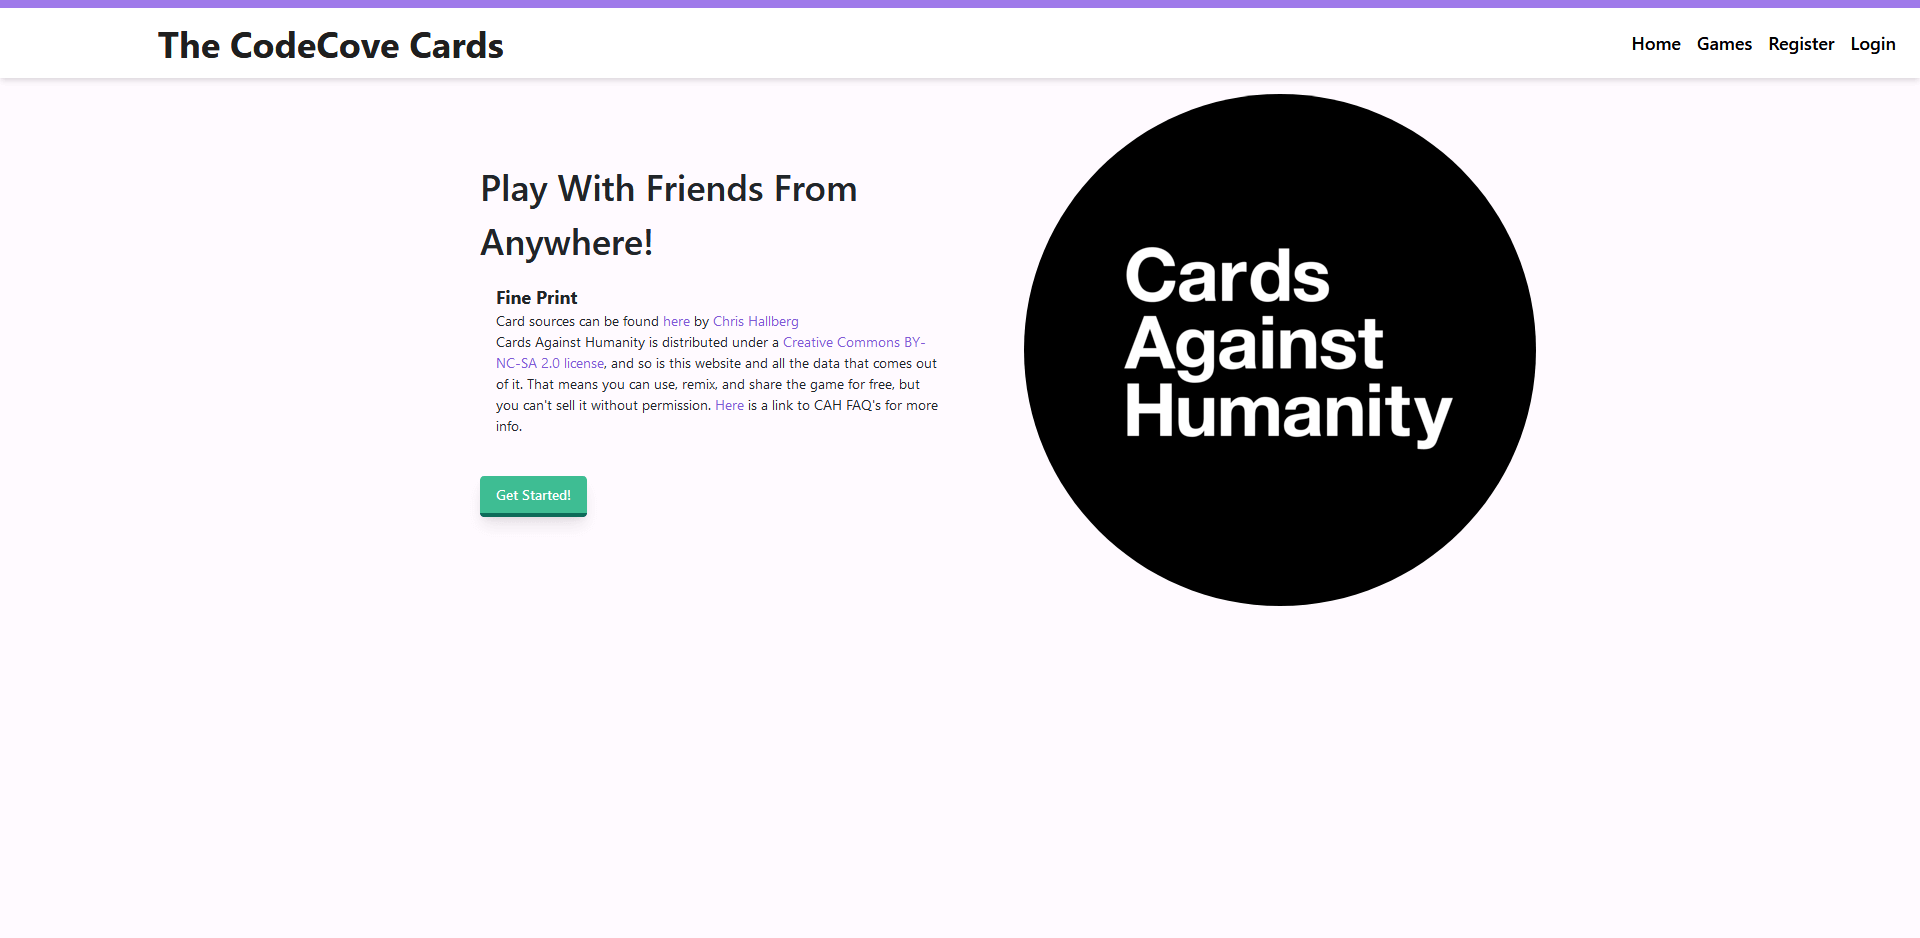 The CodeCove Cards
Home Games Register Login
Play With Friends From
Anywhere!
Fine Print
Card sources can be found here by Chris Hallberg
Cards Against Humanity is distributed under a Creative Commons BY-
NC-SA 2.0 license, and so is this website and all the data that comes out
of it. That means you can use, remix, and share the game for free, but
you can't sell it without permission. Here is a link to CAH FAQ's for more
info.
Get Started!
Cards
Against
Humanity